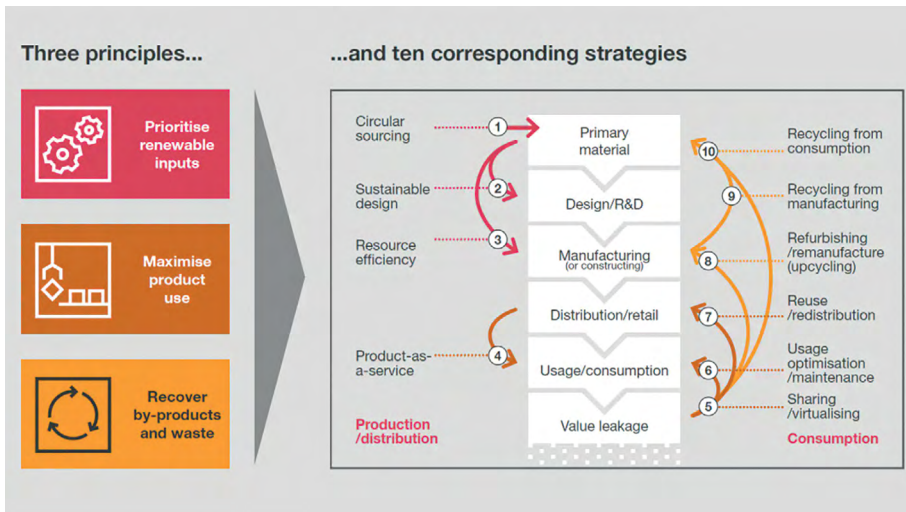 Three principles...
...and ten corresponding strategies
Prioritise
renewable
inputs
Maximise
product
use
Recover
by-products
and waste
Circular
sourcing
1
Sustainable
design
2
Resource
efficiency
3
Product-as-
a-service
4
Production
/distribution
Primary
material
Design/R&D
Manufacturing
(or constructing)
Distribution/retail
Usage/consumption
Value leakage
10
Recycling from
consumption
9
Recycling from
manufacturing
8
Refurbishing
/remanufacture
(upcycling)
7
Reuse
/redistribution
6
Usage
optimisation
/maintenance
5
Sharing
/virtualising
Consumption